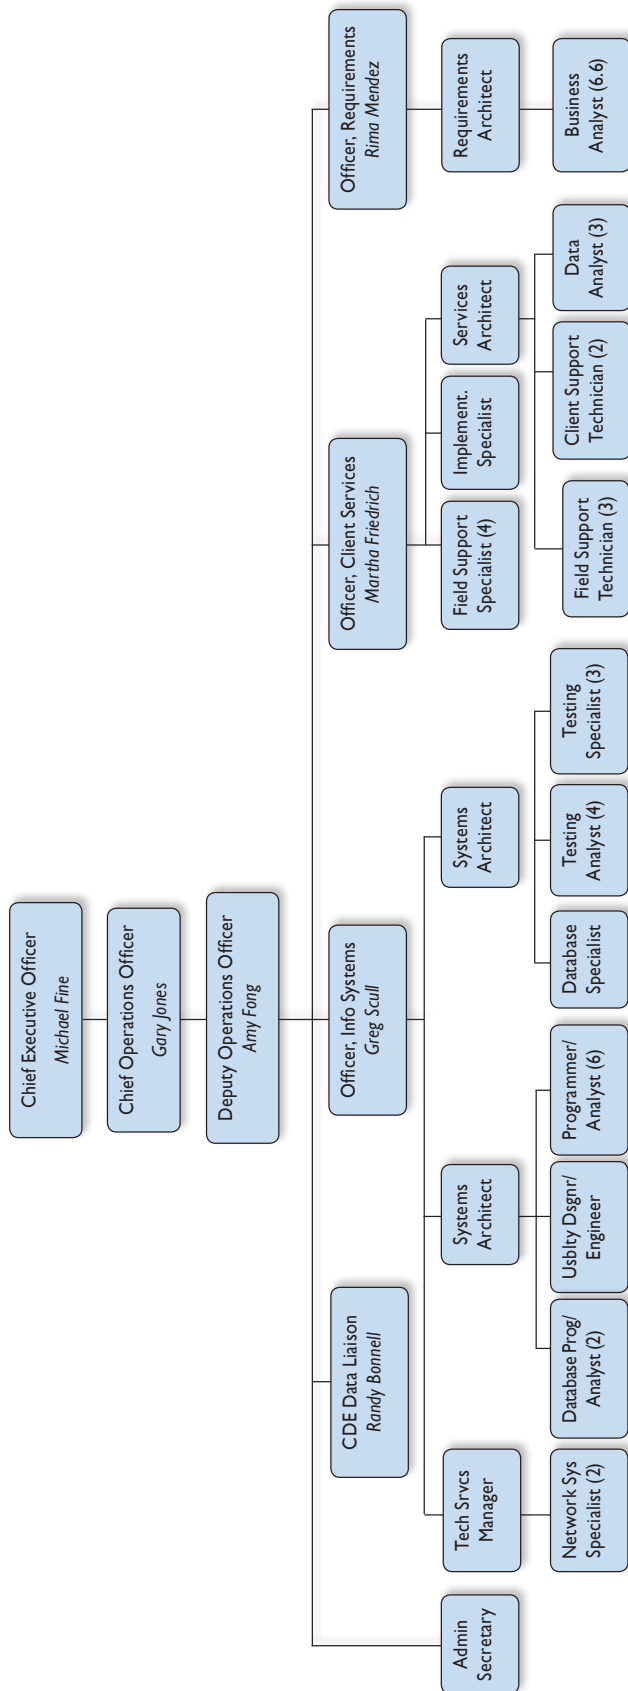 Chief Executive Officer
Michael Fine
Chief Operations Officer
Gary Jones
Deputy Operations Officer
Amy Fong
CDE Data Liaison
Randy Bonnell
Officer, Info Systems
Greg Scull
Officer, Client Services
Martha Friedrich
Officer, Requirements
Rima Mendez
Admin
Secretary
Tech Srvcs
Manager
Systems
Architect
Systems
Architect
Field Support
Specialist (4)
Implement.
Specialist
Services
Architect
Requirements
Architect
Network Sys
Specialist (2)
Database Prog/
Analyst (2)
Usblty Dsgnr/
Engineer
Programmer/
Analyst (6)
Database
Specialist
Testing
Analyst (4)
Testing
Specialist (3)
Field Support
Technician (3)
Client Support
Technician (2)
Data
Analyst (3)
Business
Analyst (6.6)